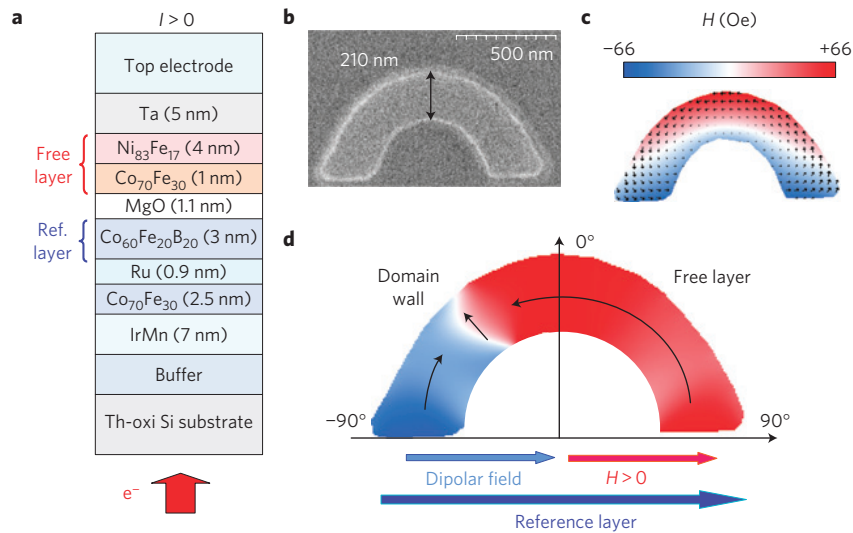 a
I > 0
Top electrode
Ta (5 nm)
Free
layer
Ni₈₃Fe₁₇ (4 nm)
Co₇₀Fe₃₀ (1 nm)
MgO (1.1 nm)
Ref.
layer
Co₆₀Fe₂₀B₂₀ (3 nm)
Ru (0.9 nm)
Co₇₀Fe₃₀ (2.5 nm)
IrMn (7 nm)
Buffer
Th-oxi Si substrate
e⁻
b
210 nm
500 nm
c
H (Oe)
−66
+66
d
0°
Domain
wall
Free layer
−90°
90°
Dipolar field
H > 0
Reference layer